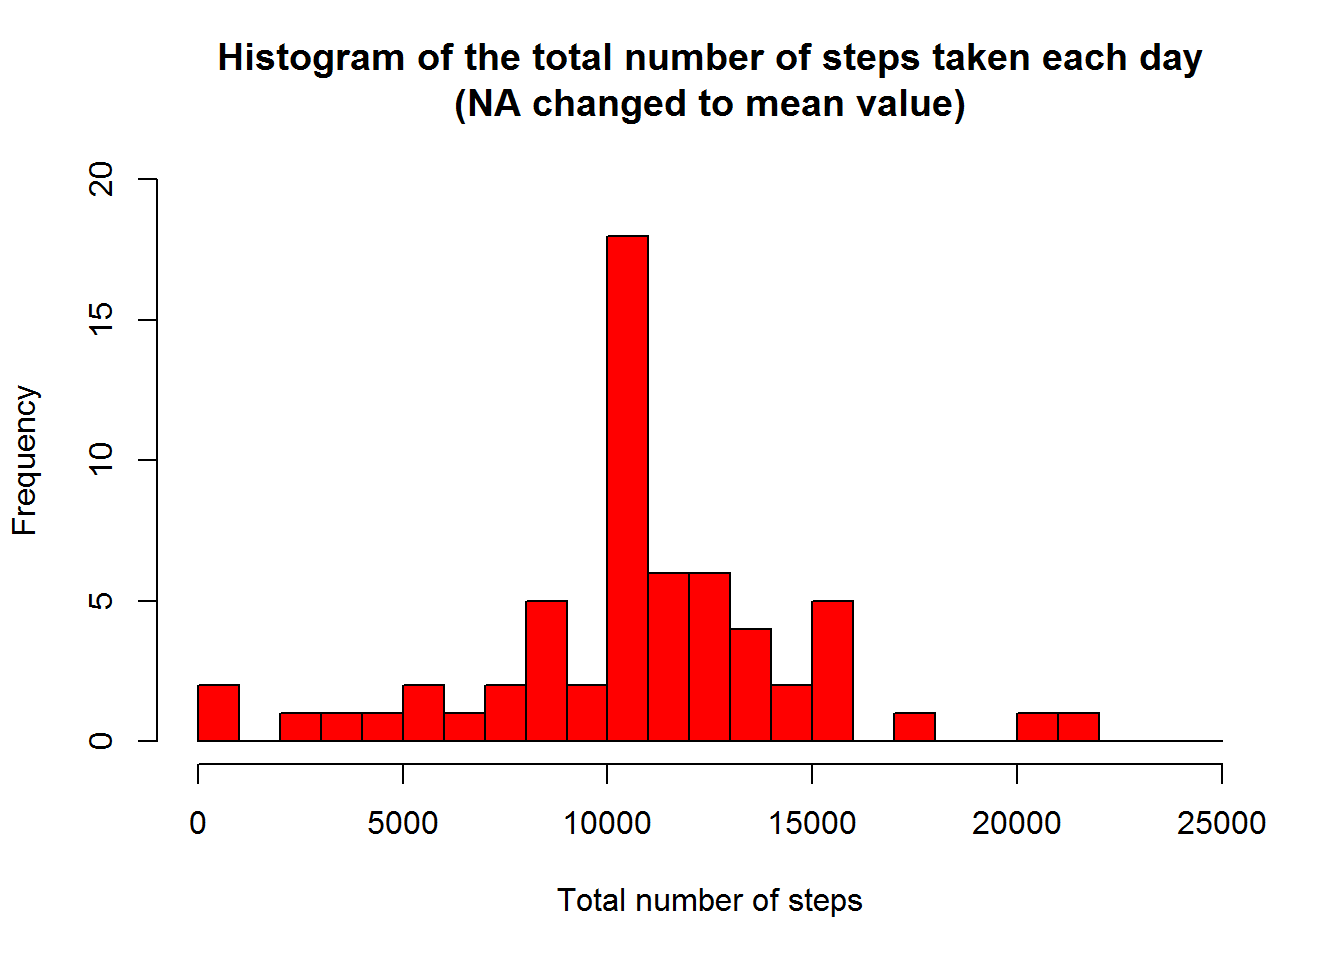 Histogram of the total number of steps taken each day
(NA changed to mean value)
20
15
10
5
0
Frequency
0 5000 10000 15000 20000 25000
Total number of steps